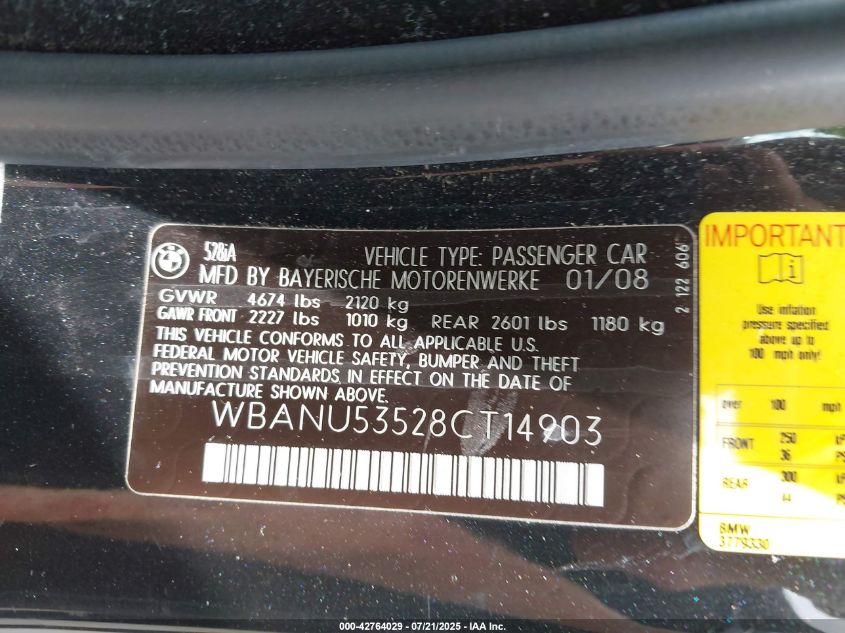 528iA
VEHICLE TYPE: PASSENGER CAR
MFD BY BAYERISCHE MOTORENWERKE 01/08
GVWR 4674 lbs 2120 kg
GAWR FRONT 2227 lbs 1010 kg REAR 2601 lbs 1180 kg
THIS VEHICLE CONFORMS TO ALL APPLICABLE U.S.
FEDERAL MOTOR VEHICLE SAFETY, BUMPER AND THEFT
PREVENTION STANDARDS IN EFFECT ON THE DATE OF
MANUFACTURE SHOWN ABOVE.
WBANU53528CT14903
2 122 606
IMPORTANT
Use inflation
pressure specified
above up to
100 mph only!
over 100 mph
FRONT 250
36
REAR 300
44
BMW
3779330
000-42764029 - 07/21/2025 - IAA Inc.